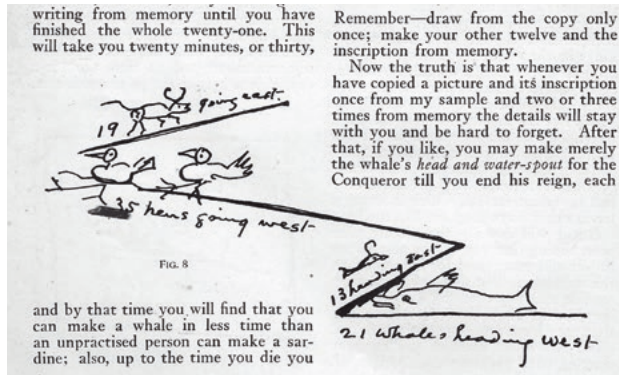 writing from memory until you have
finished the whole twenty-one. This
will take you twenty minutes, or thirty,
19 going east.
35 hens going west
FIG. 8
and by that time you will find that you
can make a whale in less time than
an unpractised person can make a sar-
dine; also, up to the time you die you
Remember—draw from the copy only
once; make your other twelve and the
inscription from memory.
Now the truth is that whenever you
have copied a picture and its inscription
once from my sample and two or three
times from memory the details will stay
with you and be hard to forget. After
that, if you like, you may make merely
the whale's head and water-spout for the
Conqueror till you end his reign, each
13 heading East
21 whales heading west